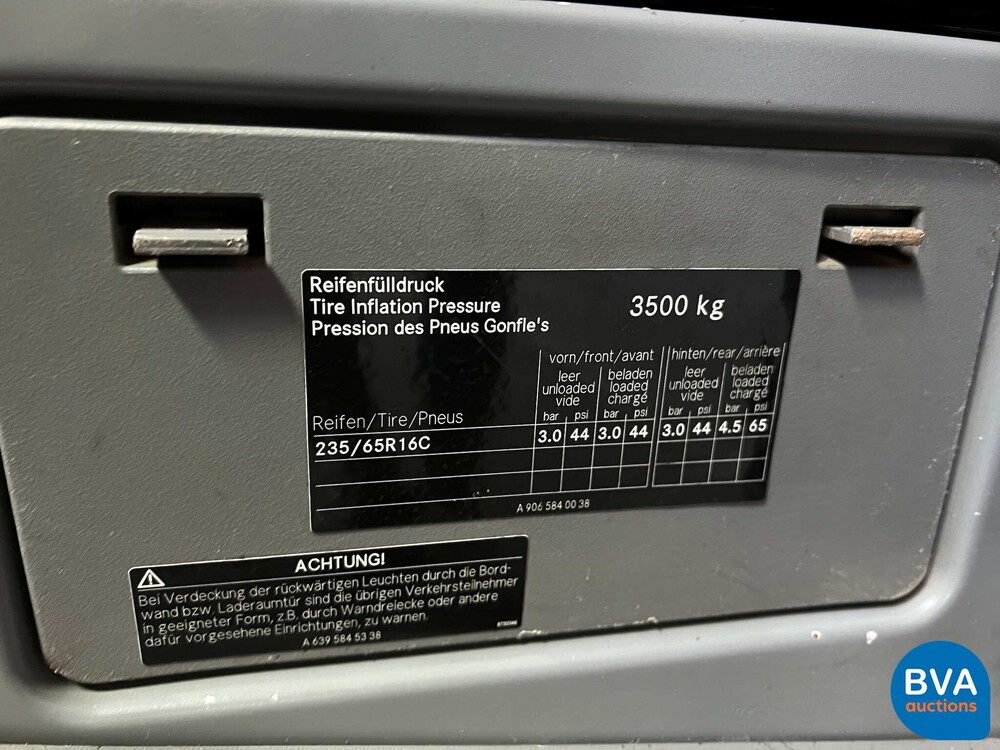 Reifenfülldruck
Tire Inflation Pressure
Pression des Pneus Gonfle's
3500 kg
vorn/front/avant hinten/rear/arrière
leer beladen leer beladen
unloaded loaded unloaded loaded
vide chargé vide chargé
bar psi bar psi bar psi bar psi
Reifen/Tire/Pneus
235/65R16C 3.0 44 3.0 44 3.0 44 4.5 65
A 906 584 00 38
ACHTUNG!
Bei Verdeckung der rückwärtigen Leuchten durch die Bord-
wand bzw. Laderaumtür sind die übrigen Verkehrsteilnehmer
in geeigneter Form, z.B. durch Warndreiecke oder andere
dafür vorgesehene Einrichtungen, zu warnen.
A 639 584 53 38
BVA
auctions